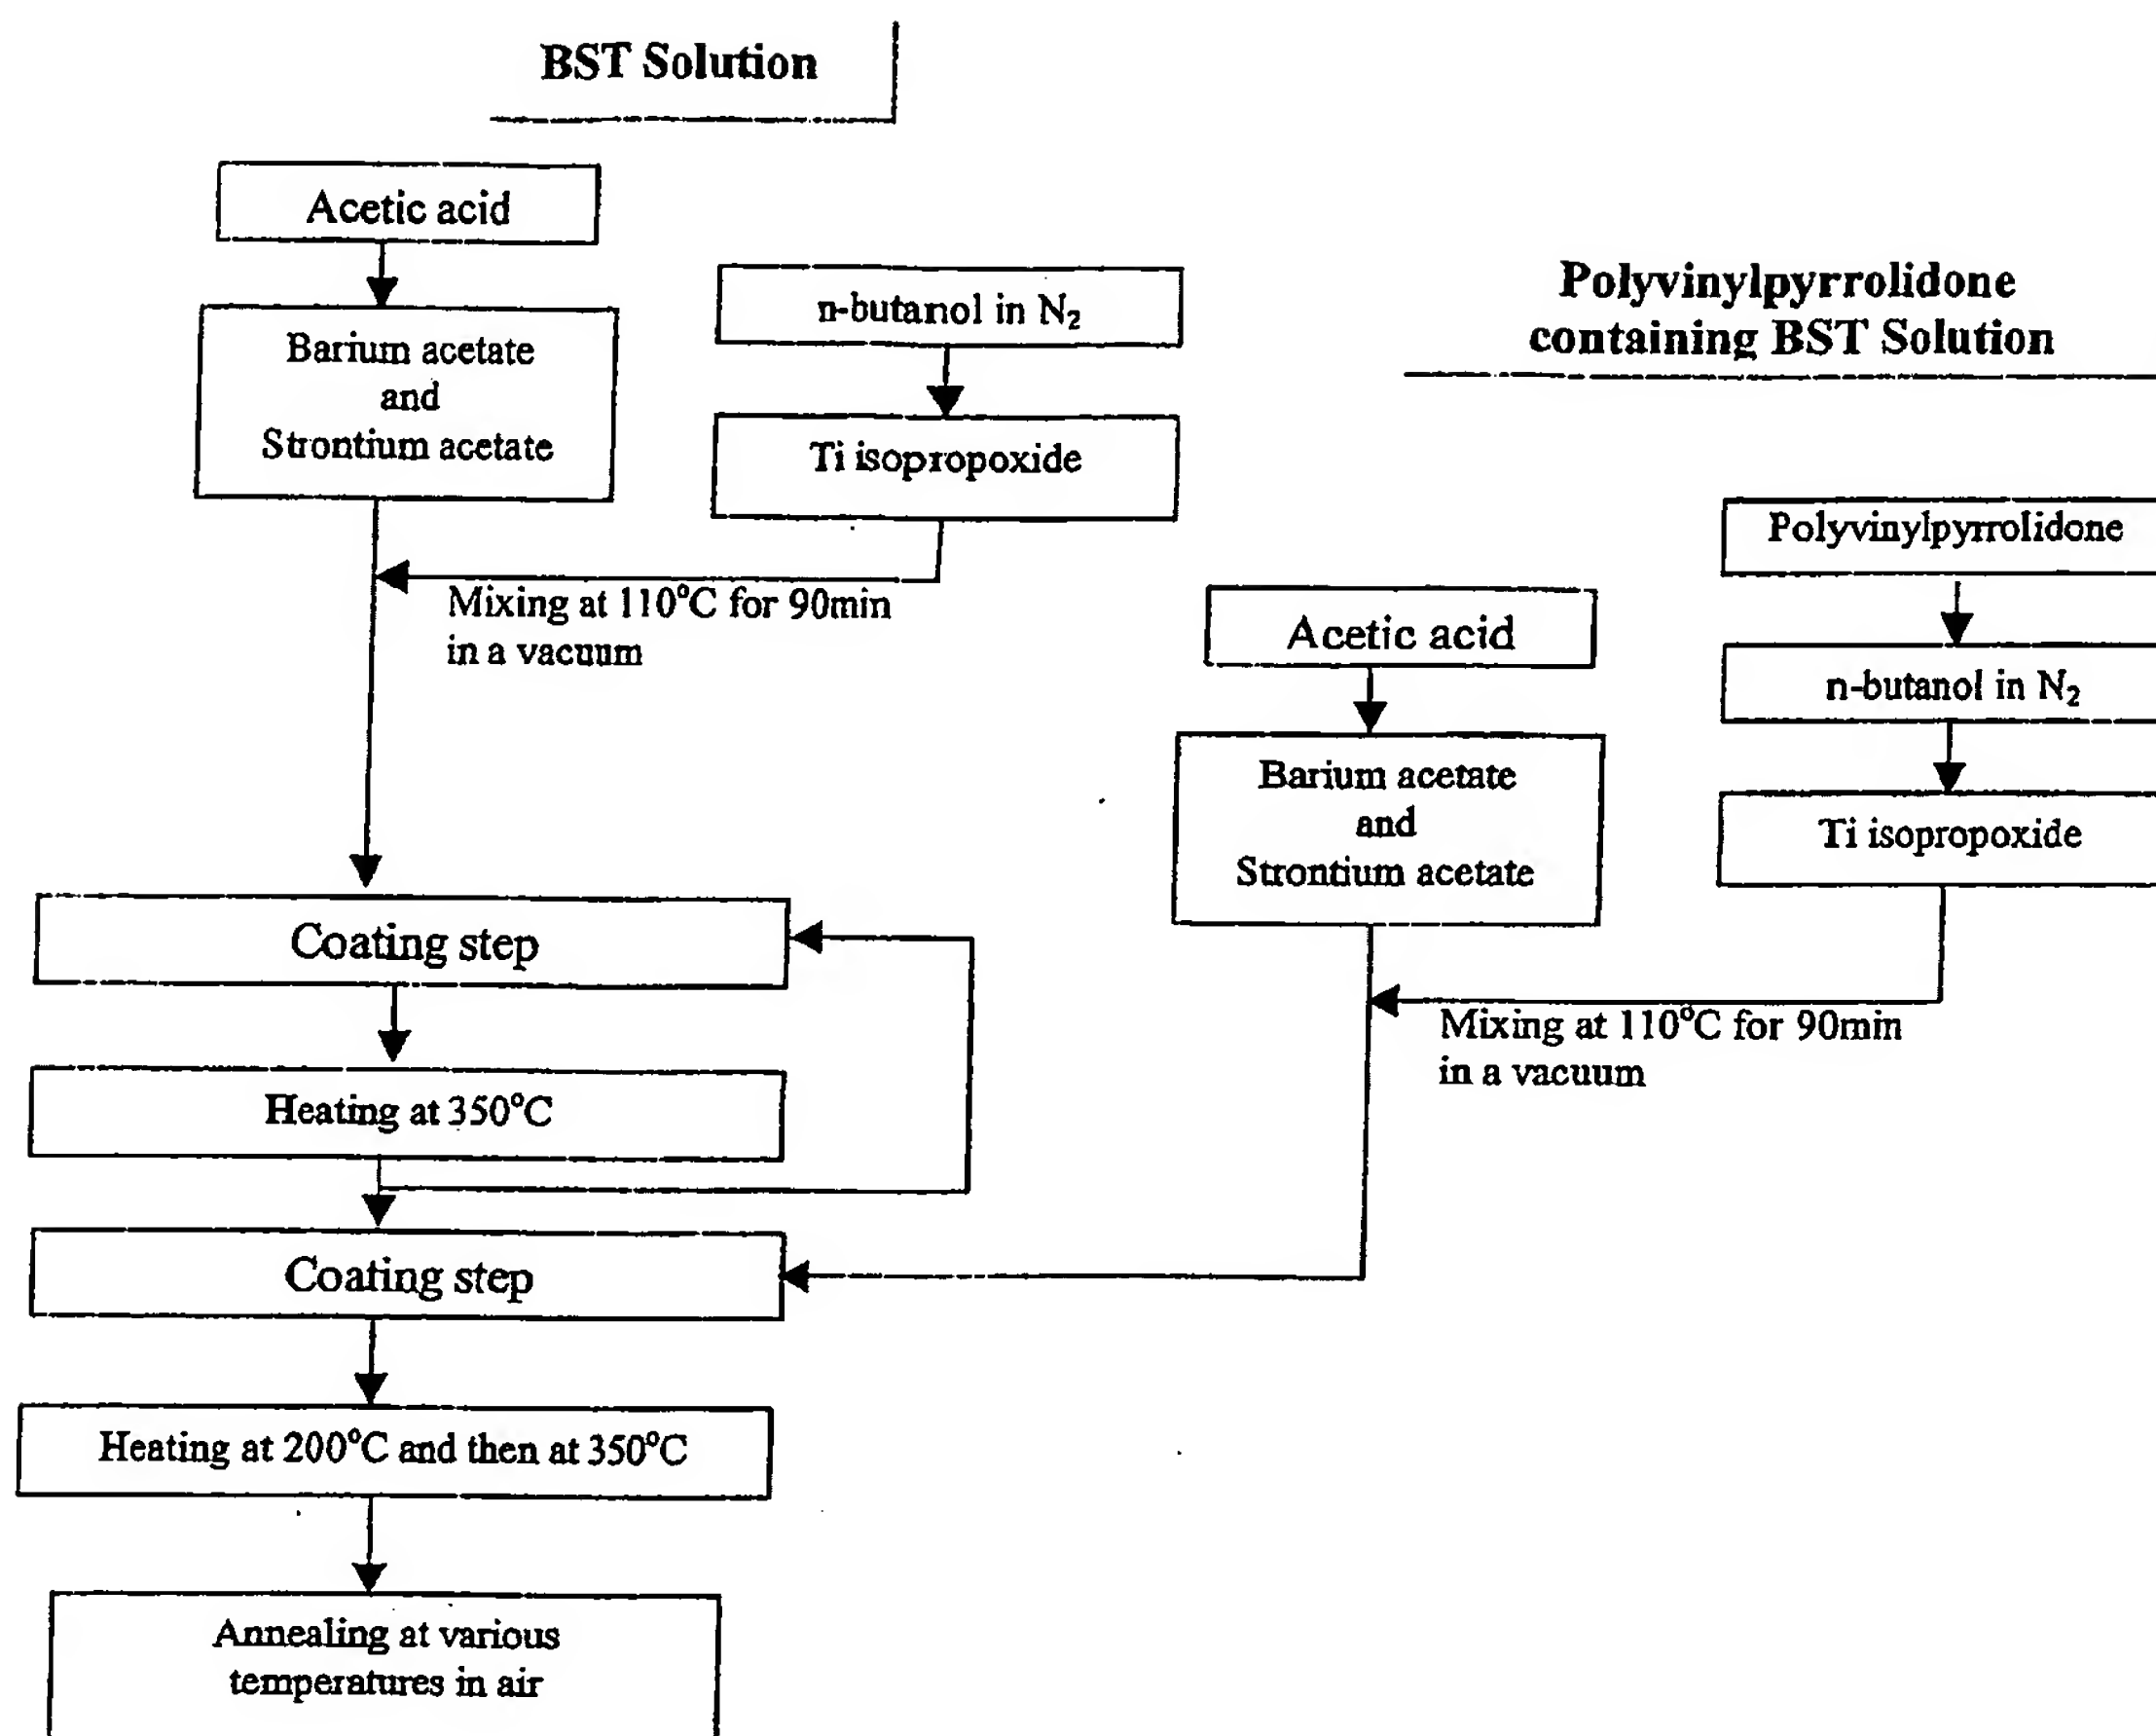 BST Solution
Acetic acid
Barium acetate
and
Strontium acetate
n-butanol in N₂
Ti isopropoxide
Mixing at 110°C for 90min
in a vacuum
Polyvinylpyrrolidone
containing BST Solution
Polyvinylpyrrolidone
n-butanol in N₂
Ti isopropoxide
Acetic acid
Barium acetate
and
Strontium acetate
Mixing at 110°C for 90min
in a vacuum
Coating step
Heating at 350°C
Coating step
Heating at 200°C and then at 350°C
Annealing at various
temperatures in air